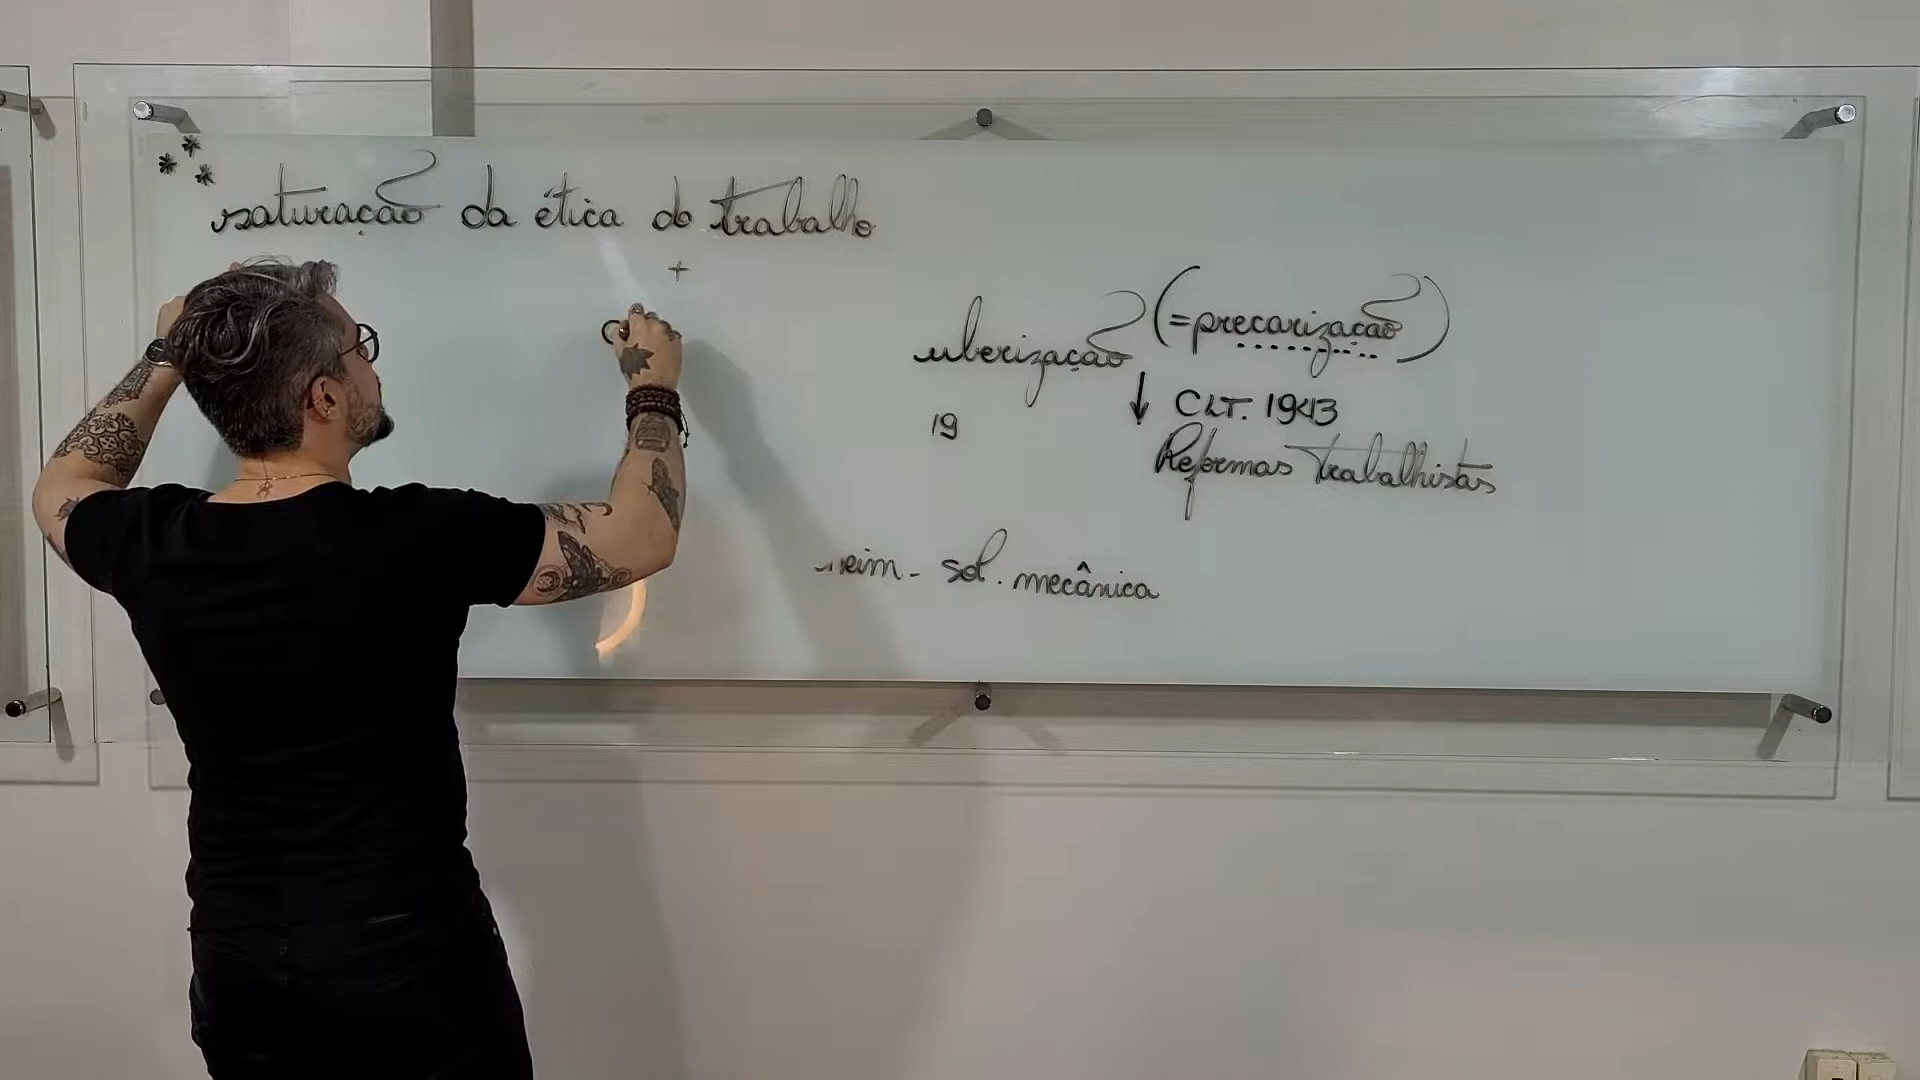 saturação da ética do trabalho
+
uberização (=precarização)
↓ CLT. 1943
19
Reformas Trabalhistas
sol. mecânica